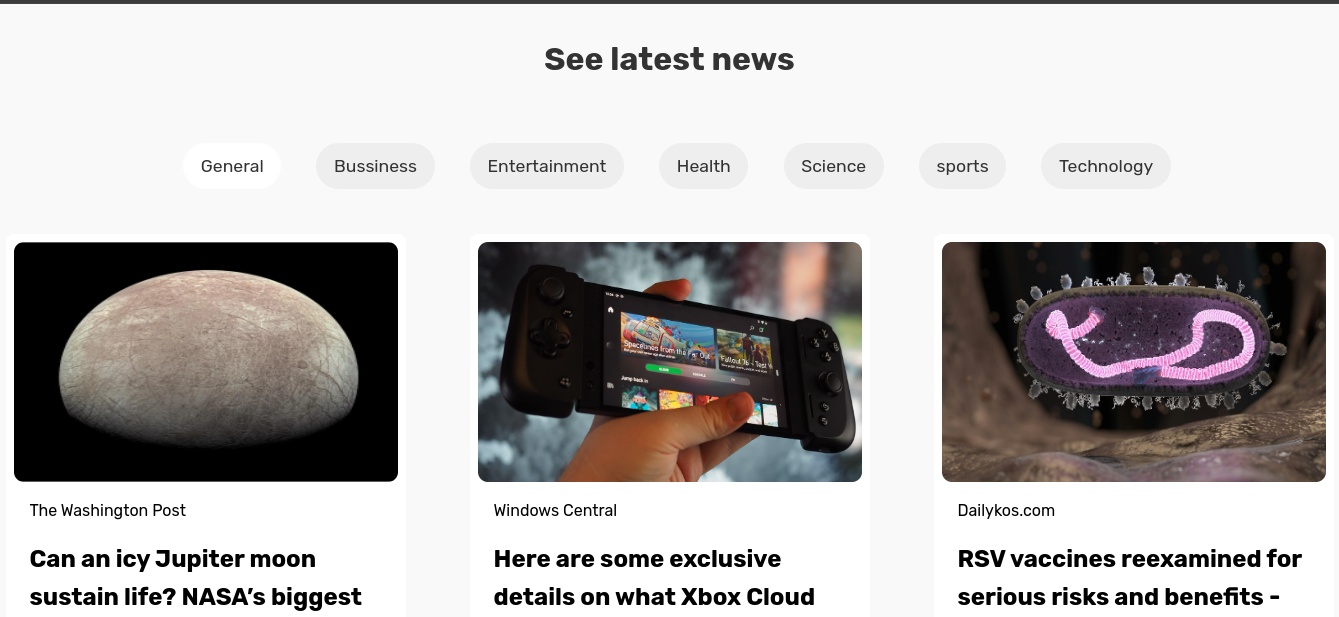 See latest news
General
Bussiness
Entertainment
Health
Science
sports
Technology
Spacelines from the Far Out
Fallout 76 - Test
Jump back in
The Washington Post
Windows Central
Dailykos.com
Can an icy Jupiter moon
sustain life? NASA’s biggest
Here are some exclusive
details on what Xbox Cloud
RSV vaccines reexamined for
serious risks and benefits -